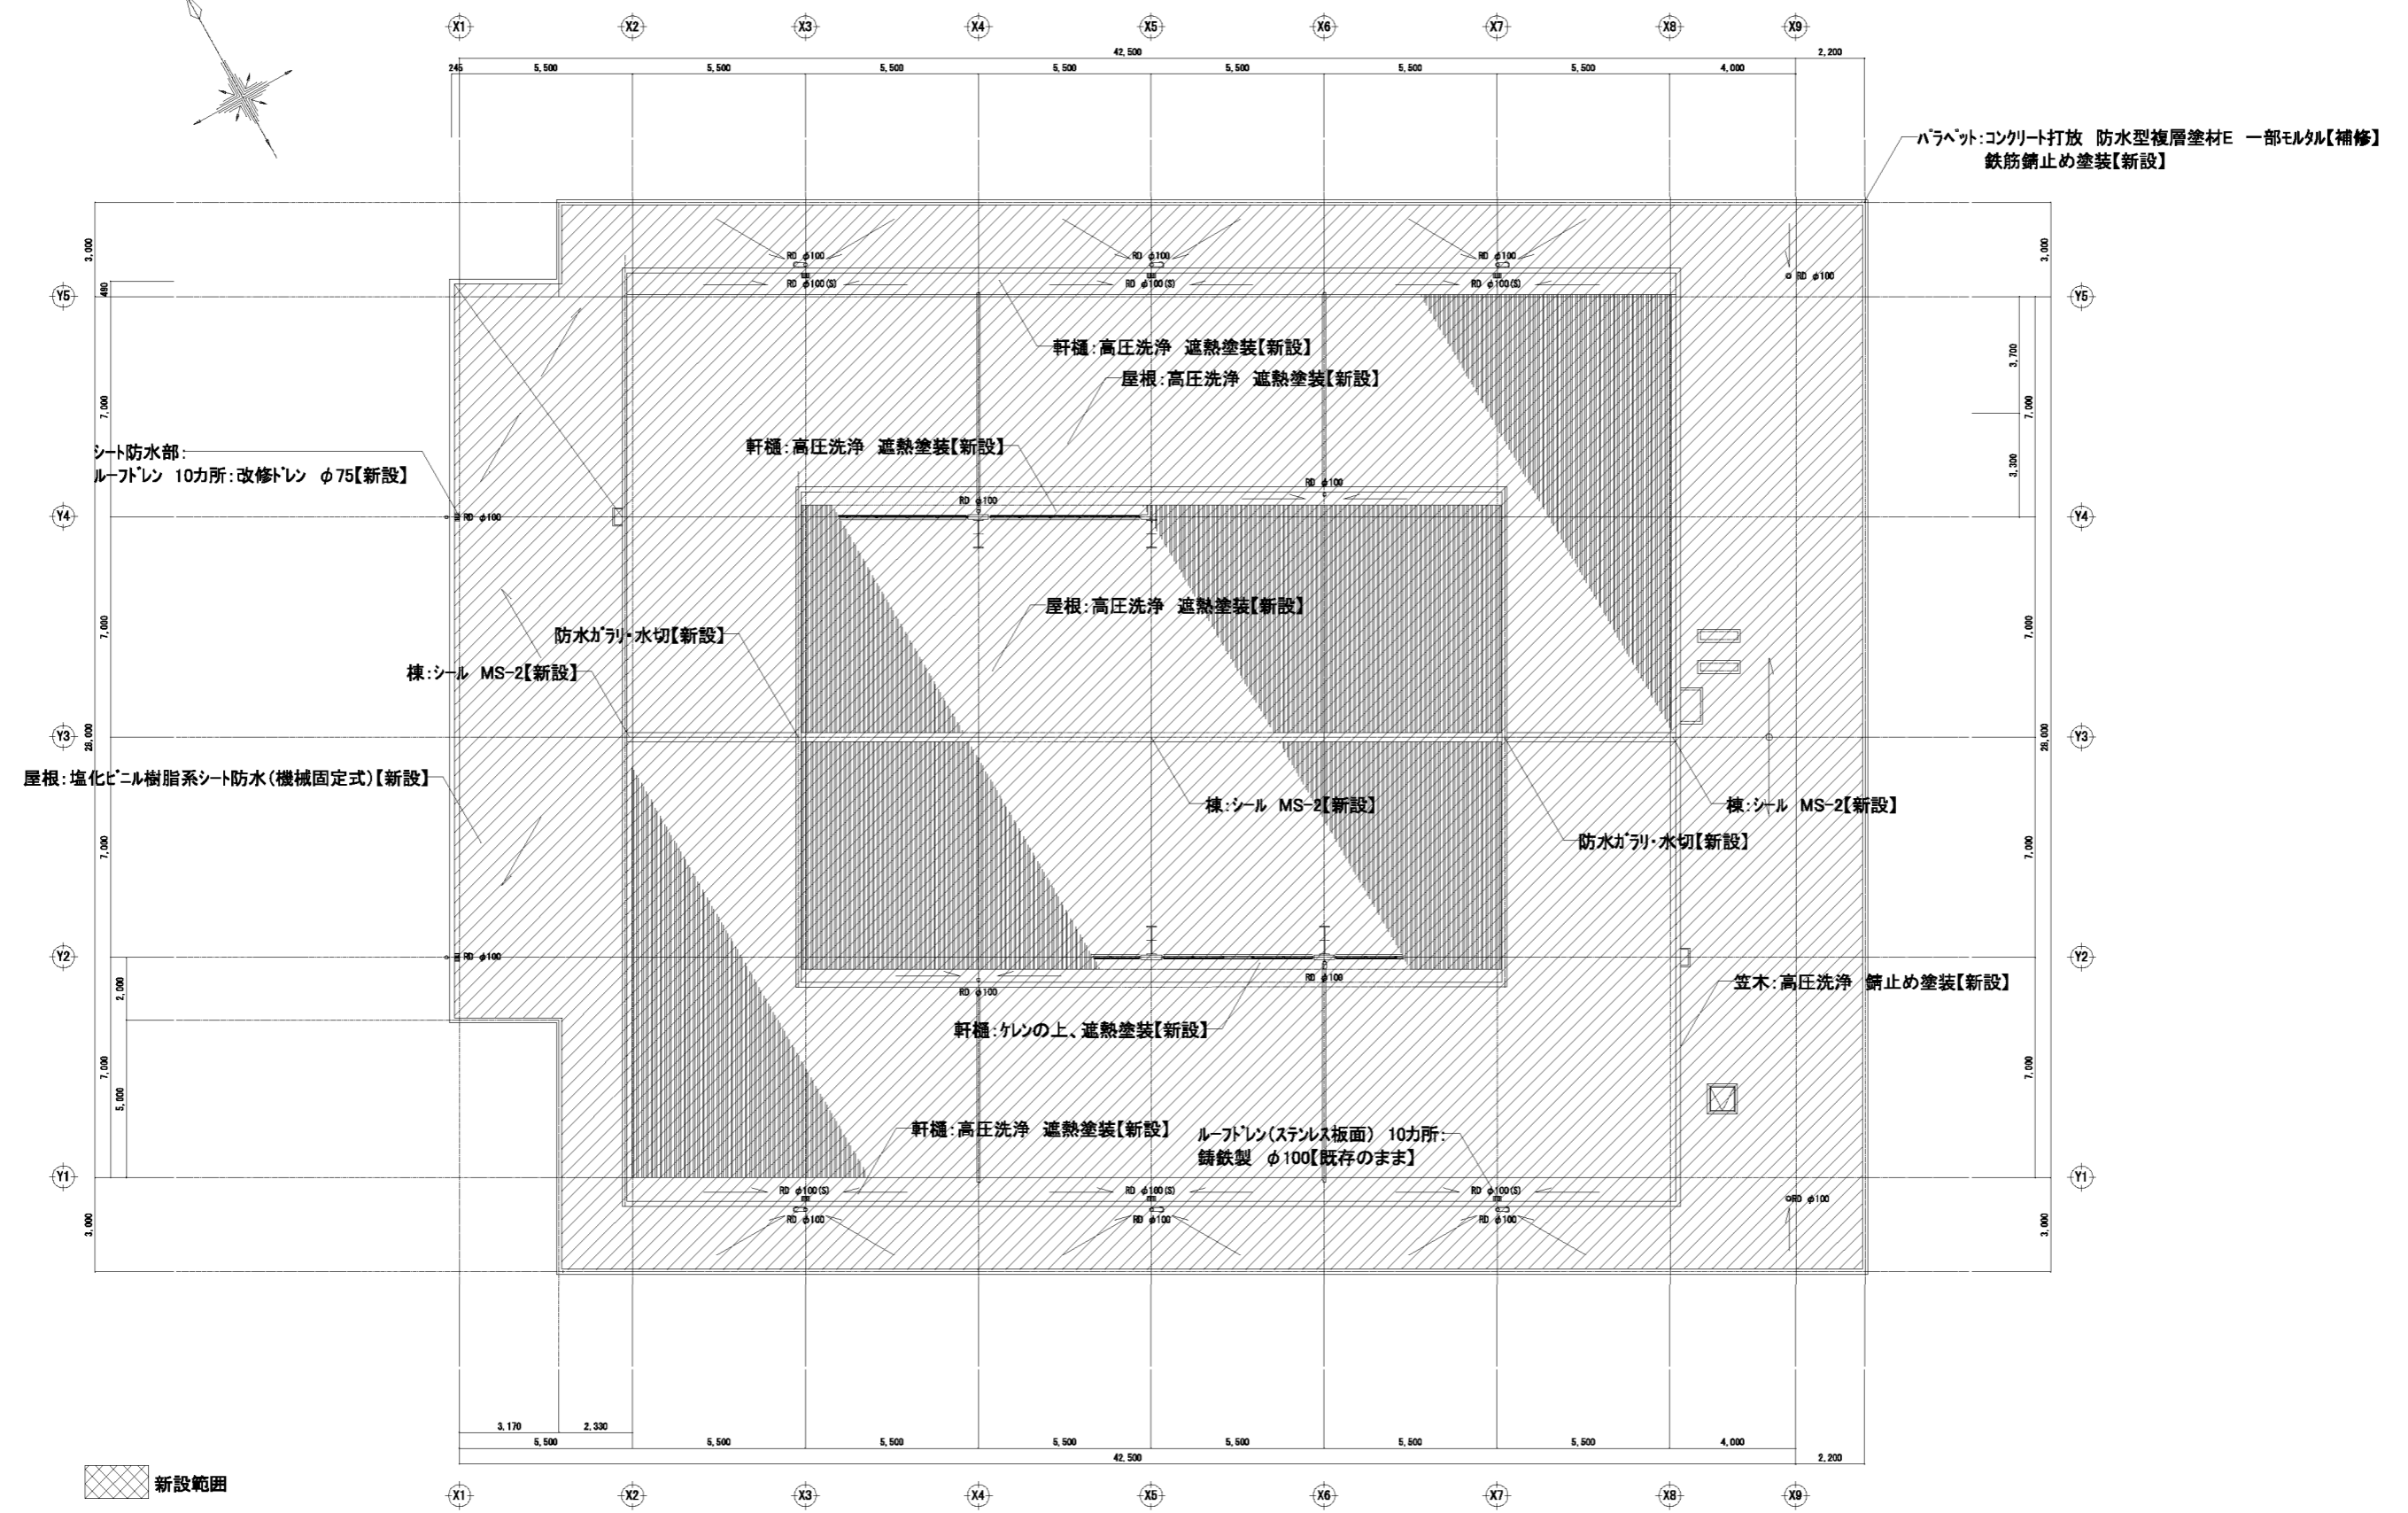 X1 X2 X3 X4 X5 X6 X7 X8 X9
42,500 2,200
245 5,500 5,500 5,500 5,500 5,500 5,500 5,500 4,000
パラペット:コンクリート打放 防水型複層塗材E 一部モルタル【補修】
鉄筋錆止め塗装【新設】
3,000 3,000
RD φ100 RD φ100 RD φ100 RD φ100
RD φ100(S) RD φ100(S) RD φ100(S)
Y5 Y5
480
軒樋:高圧洗浄 遮熱塗装【新設】
屋根:高圧洗浄 遮熱塗装【新設】
7,000 3,700 7,000
軒樋:高圧洗浄 遮熱塗装【新設】
シート防水部:
ルーフドレン 10カ所:改修ドレン φ75【新設】
3,300
RD φ100 RD φ100
Y4 RD φ100 Y4
屋根:高圧洗浄 遮熱塗装【新設】
7,000 7,000
防水ガラリ・水切【新設】
棟:シール MS-2【新設】
Y3 28,000 28,000 Y3
屋根:塩化ビニル樹脂系シート防水(機械固定式)【新設】
棟:シール MS-2【新設】 棟:シール MS-2【新設】
防水ガラリ・水切【新設】
7,000 7,000
Y2 RD φ100 Y2
RD φ100 RD φ100
2,000
笠木:高圧洗浄 錆止め塗装【新設】
軒樋:ケレンの上、遮熱塗装【新設】
7,000 5,000 7,000
軒樋:高圧洗浄 遮熱塗装【新設】
ルーフドレン(ステンレス板面) 10カ所:
鋳鉄製 φ100【既存のまま】
Y1 Y1
RD φ100(S) RD φ100(S) RD φ100(S) RD φ100
RD φ100 RD φ100 RD φ100
3,000 3,000
3,170 2,330
5,500 5,500 5,500 5,500 5,500 5,500 5,500 4,000
42,500 2,200
新設範囲
X1 X2 X3 X4 X5 X6 X7 X8 X9